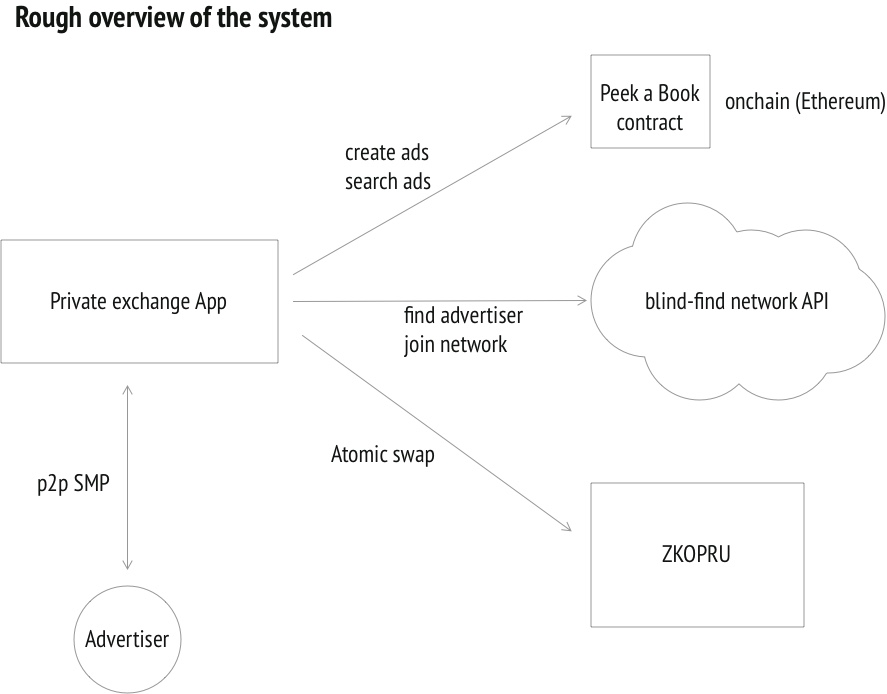 Rough overview of the system
Peek a Book
contract
onchain (Ethereum)
create ads
search ads
Private exchange App
blind-find network API
find advertiser
join network
Atomic swap
p2p SMP
ZKOPRU
Advertiser